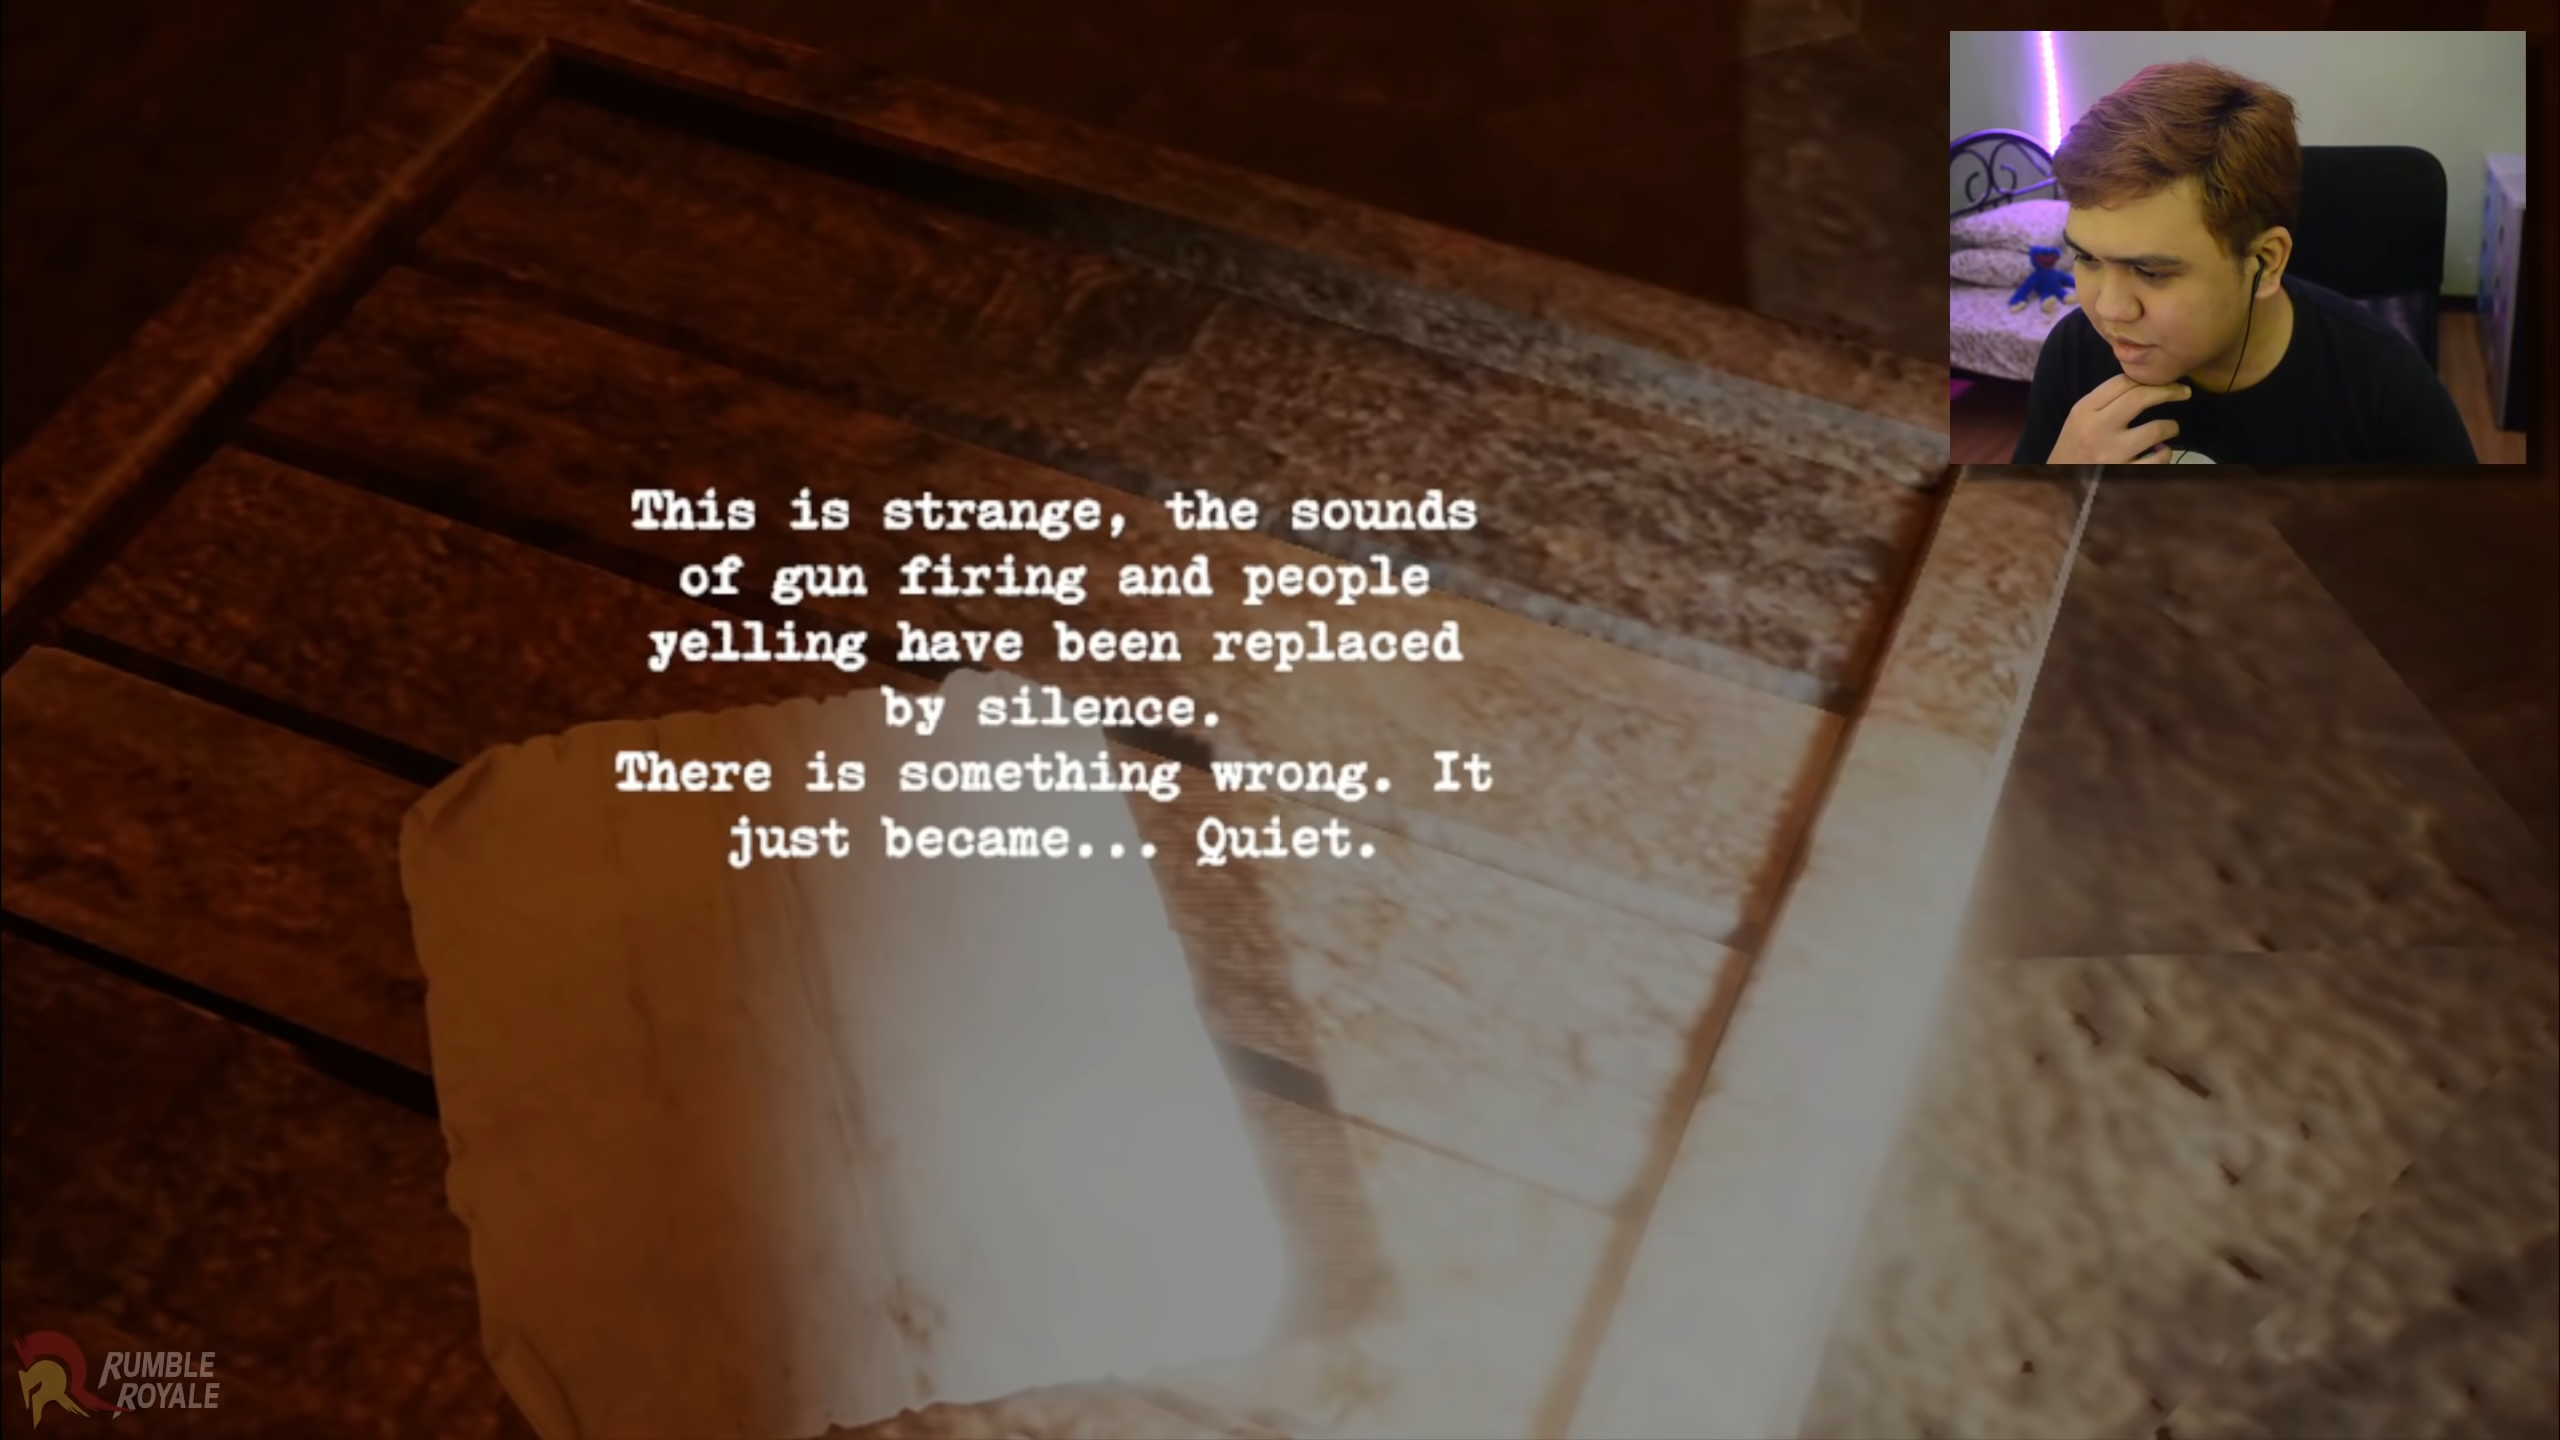 This is strange, the sounds
of gun firing and people
yelling have been replaced
by silence.
There is something wrong. It
just became... Quiet.
RUMBLE
ROYALE